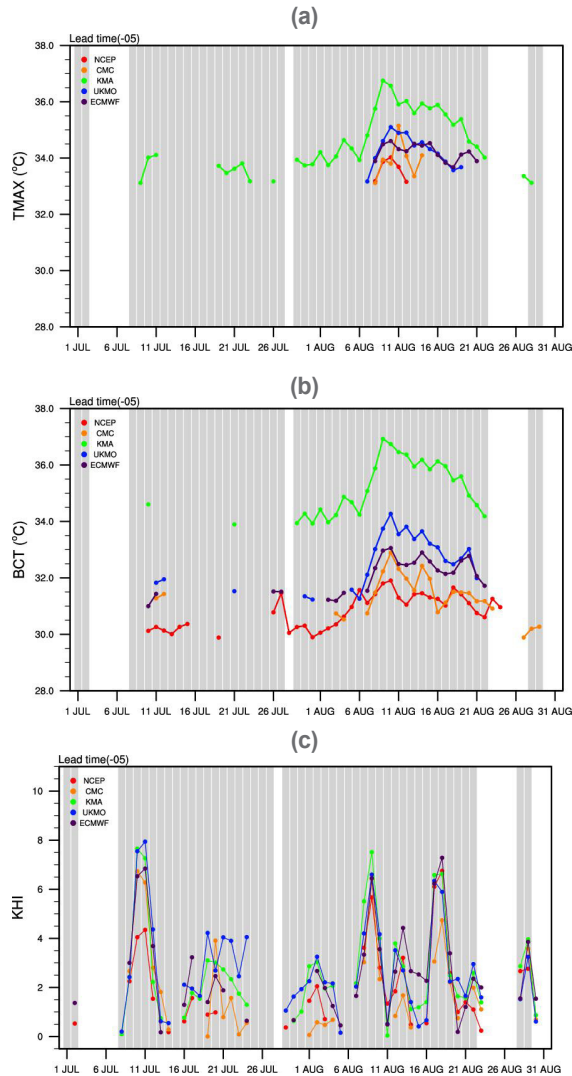 (a)
Lead time(-05)
38.0
36.0
34.0
32.0
30.0
28.0
TMAX (°C)
NCEP
CMC
KMA
UKMO
ECMWF
1 JUL 6 JUL 11 JUL 16 JUL 21 JUL 26 JUL 1 AUG 6 AUG 11 AUG 16 AUG 21 AUG 26 AUG 31 AUG
(b)
Lead time(-05)
38.0
36.0
34.0
32.0
30.0
28.0
BCT (°C)
NCEP
CMC
KMA
UKMO
ECMWF
1 JUL 6 JUL 11 JUL 16 JUL 21 JUL 26 JUL 1 AUG 6 AUG 11 AUG 16 AUG 21 AUG 26 AUG 31 AUG
(c)
Lead time(-05)
10
8
6
4
2
0
KHI
NCEP
CMC
KMA
UKMO
ECMWF
1 JUL 6 JUL 11 JUL 16 JUL 21 JUL 26 JUL 1 AUG 6 AUG 11 AUG 16 AUG 21 AUG 26 AUG 31 AUG